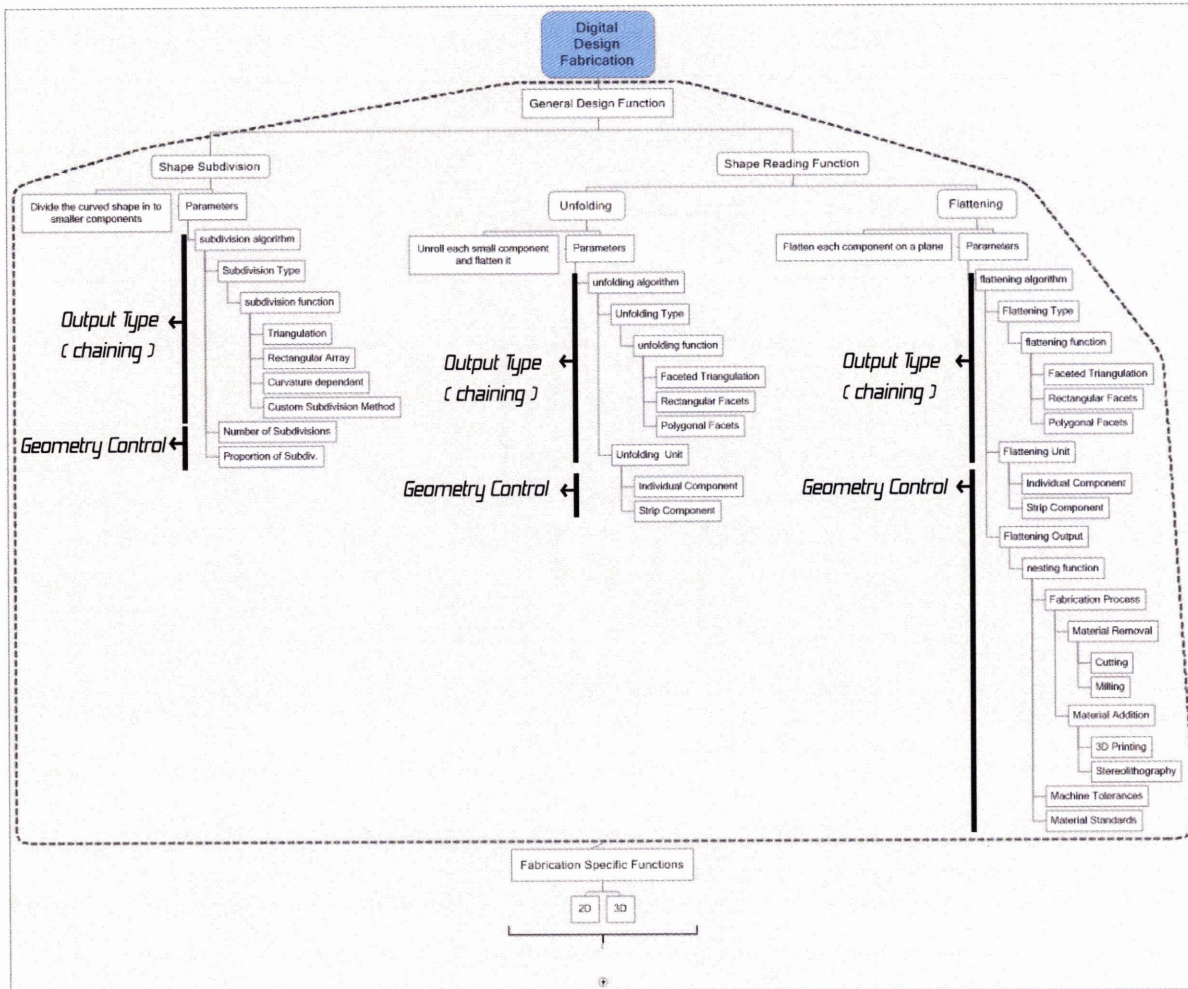 Digital
Design
Fabrication
General Design Function
Shape Subdivision
Divide the curved shape in to
smaller components
Parameters
subdivision algorithm
Subdivision Type
subdivision function
Triangulation
Rectangular Array
Curvature dependant
Custom Subdivision Method
Number of Subdivisions
Proportion of Subdiv.
Output Type
( chaining )
Geometry Control
Shape Reading Function
Unfolding
Unroll each small component
and flatten it
Parameters
unfolding algorithm
Unfolding Type
unfolding function
Faceted Triangulation
Rectangular Facets
Polygonal Facets
Unfolding Unit
Individual Component
Strip Component
Output Type
( chaining )
Geometry Control
Flattening
Flatten each component on a plane
Parameters
flattening algorithm
Flattening Type
flattening function
Faceted Triangulation
Rectangular Facets
Polygonal Facets
Flattening Unit
Individual Component
Strip Component
Flattening Output
nesting function
Fabrication Process
Material Removal
Cutting
Milling
Material Addition
3D Printing
Stereolithography
Machine Tolerances
Material Standards
Output Type
( chaining )
Geometry Control
Fabrication Specific Functions
2D
3D